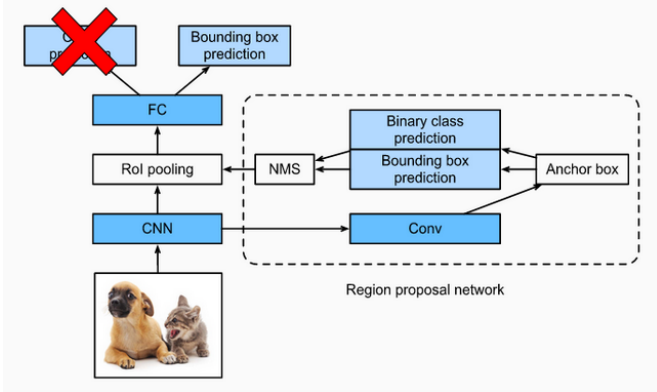 Bounding box
prediction
FC
Binary class
prediction
RoI pooling
NMS
Bounding box
prediction
Anchor box
CNN
Conv
Region proposal network